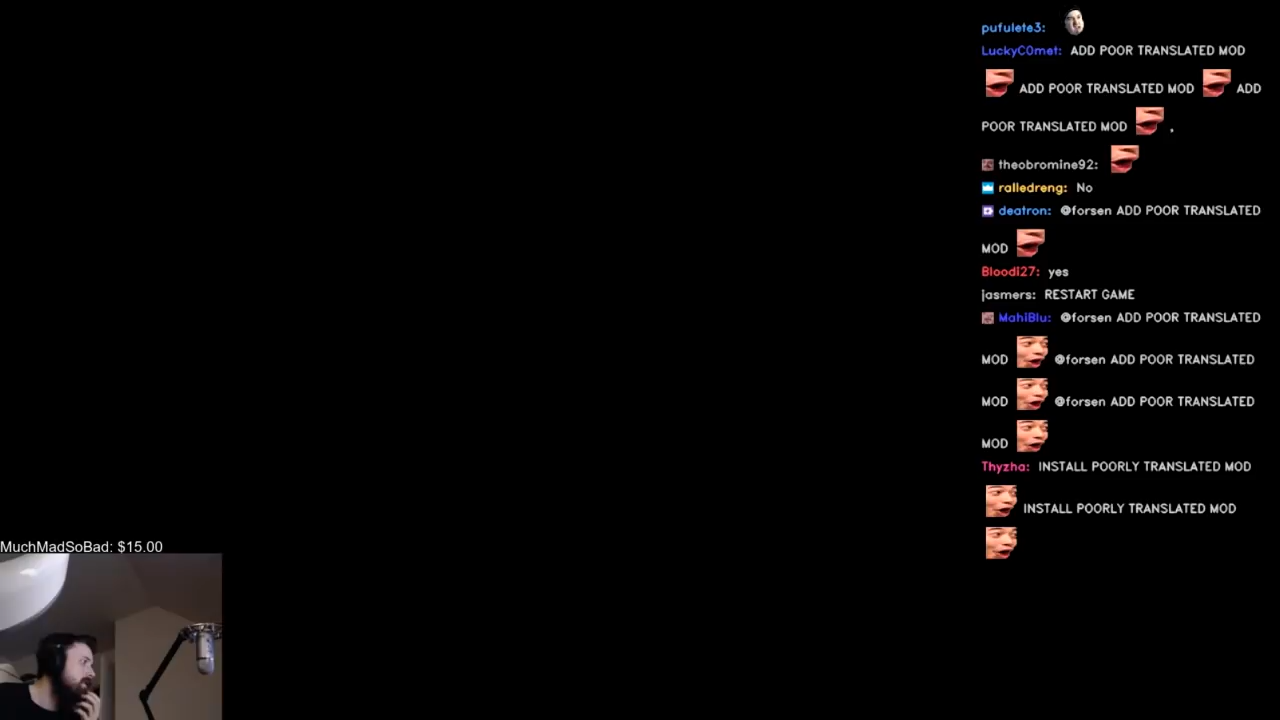 pufulete3:
LuckyC0met: ADD POOR TRANSLATED MOD
ADD POOR TRANSLATED MOD ADD
POOR TRANSLATED MOD ,
theobromine92:
ralledreng: No
deatron: @forsen ADD POOR TRANSLATED
MOD
Bloodi27: yes
jasmers: RESTART GAME
MahiBlu: @forsen ADD POOR TRANSLATED
MOD @forsen ADD POOR TRANSLATED
MOD @forsen ADD POOR TRANSLATED
MOD
Thyzha: INSTALL POORLY TRANSLATED MOD
INSTALL POORLY TRANSLATED MOD
MuchMadSoBad: $15.00